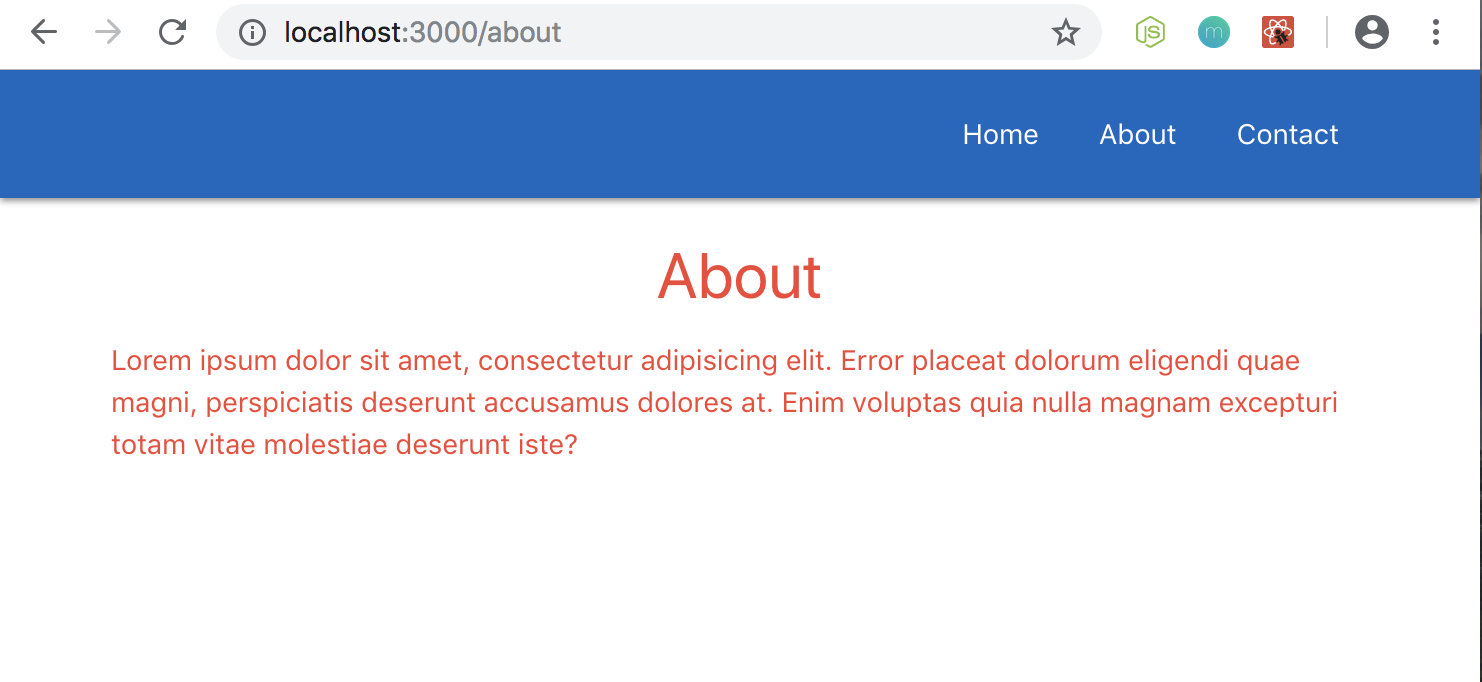 localhost:3000/about
JS
m
Home About Contact
About
Lorem ipsum dolor sit amet, consectetur adipisicing elit. Error placeat dolorum eligendi quae
magni, perspiciatis deserunt accusamus dolores at. Enim voluptas quia nulla magnam excepturi
totam vitae molestiae deserunt iste?